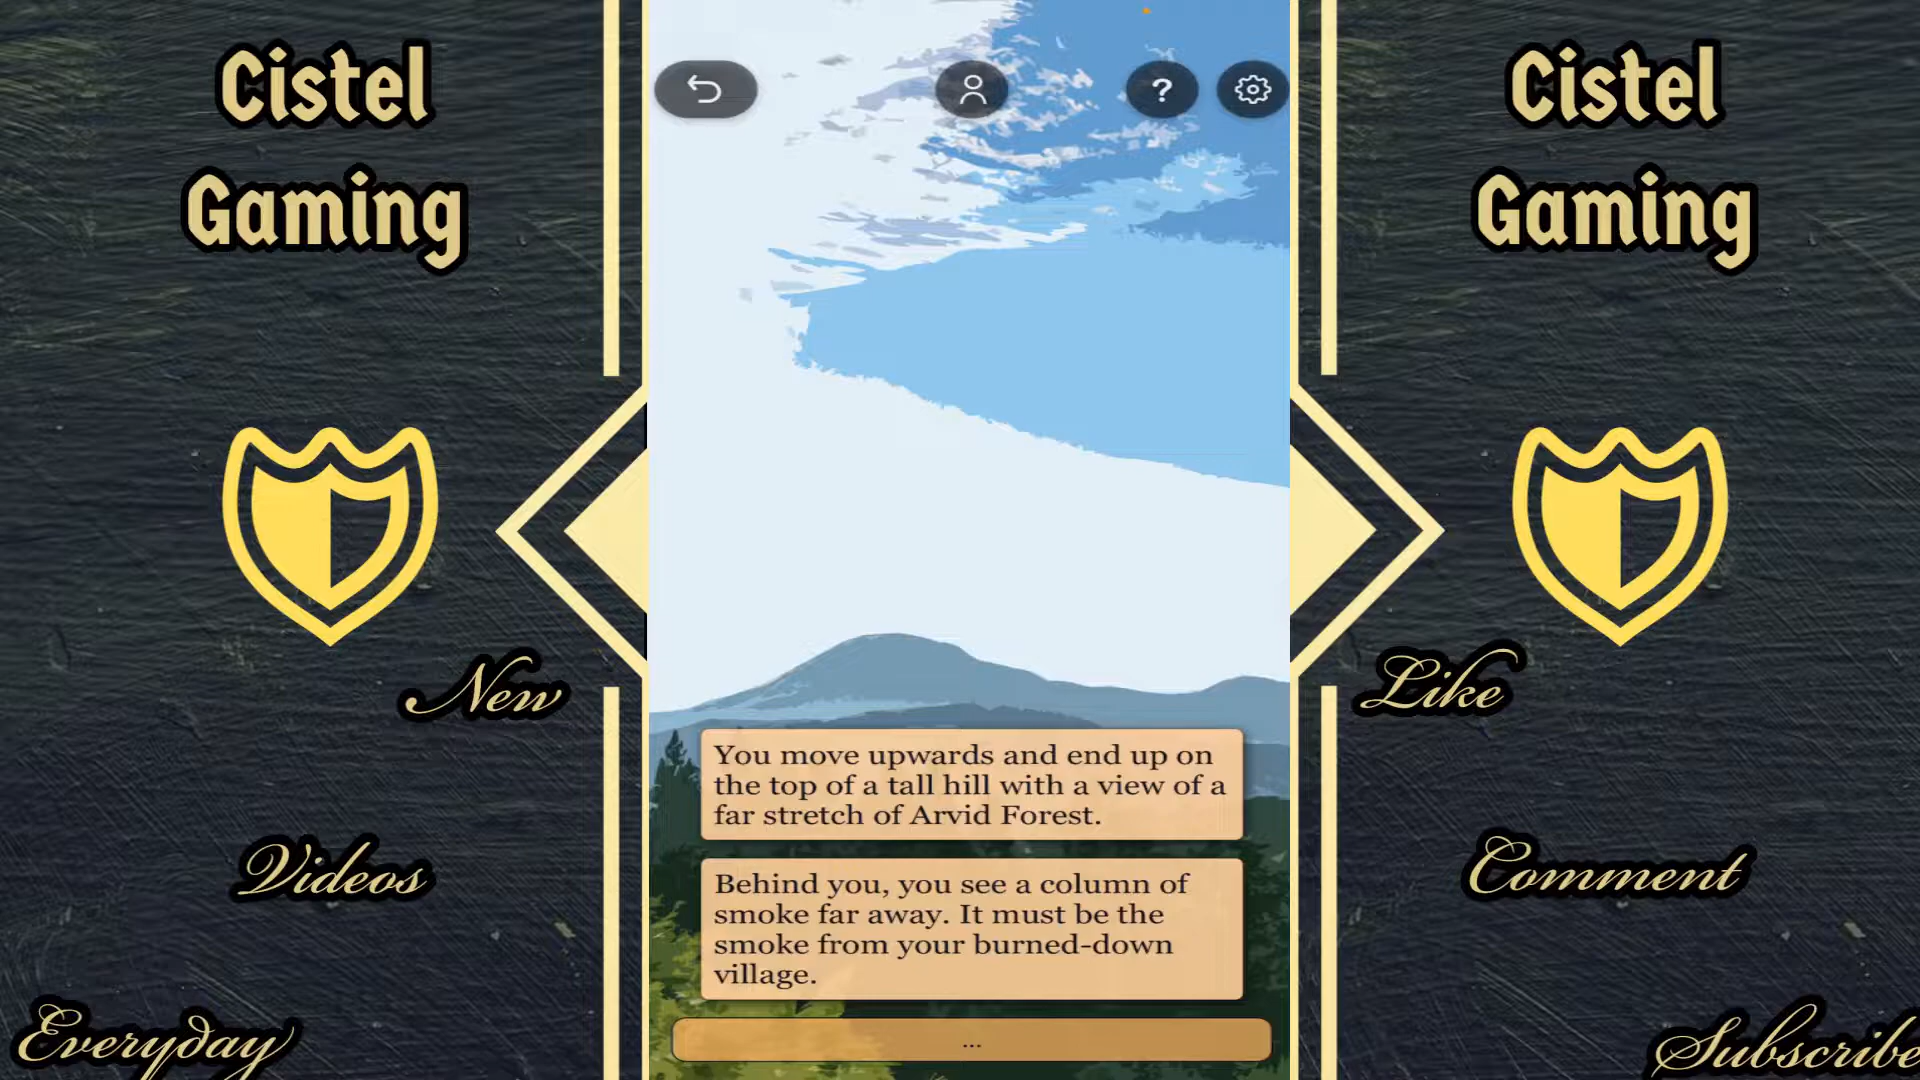 Cistel
Gaming
New
Videos
Everyday
?
You move upwards and end up on
the top of a tall hill with a view of a
far stretch of Arvid Forest.
Behind you, you see a column of
smoke far away. It must be the
smoke from your burned-down
village.
...
Cistel
Gaming
Like
Comment
Subscribe